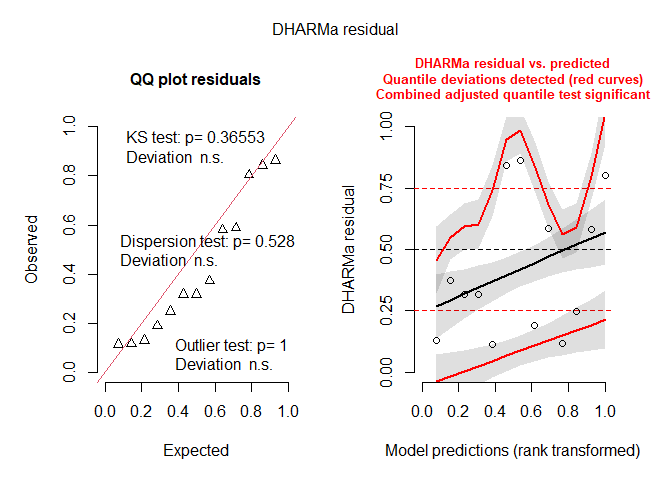 DHARMa residual
QQ plot residuals
KS test: p= 0.36553
Deviation n.s.
Dispersion test: p= 0.528
Deviation n.s.
Outlier test: p= 1
Deviation n.s.
Observed
0.0 0.2 0.4 0.6 0.8 1.0
0.0 0.2 0.4 0.6 0.8 1.0
Expected
DHARMa residual vs. predicted
Quantile deviations detected (red curves)
Combined adjusted quantile test significant
DHARMa residual
0.00 0.25 0.50 0.75 1.00
0.0 0.2 0.4 0.6 0.8 1.0
Model predictions (rank transformed)